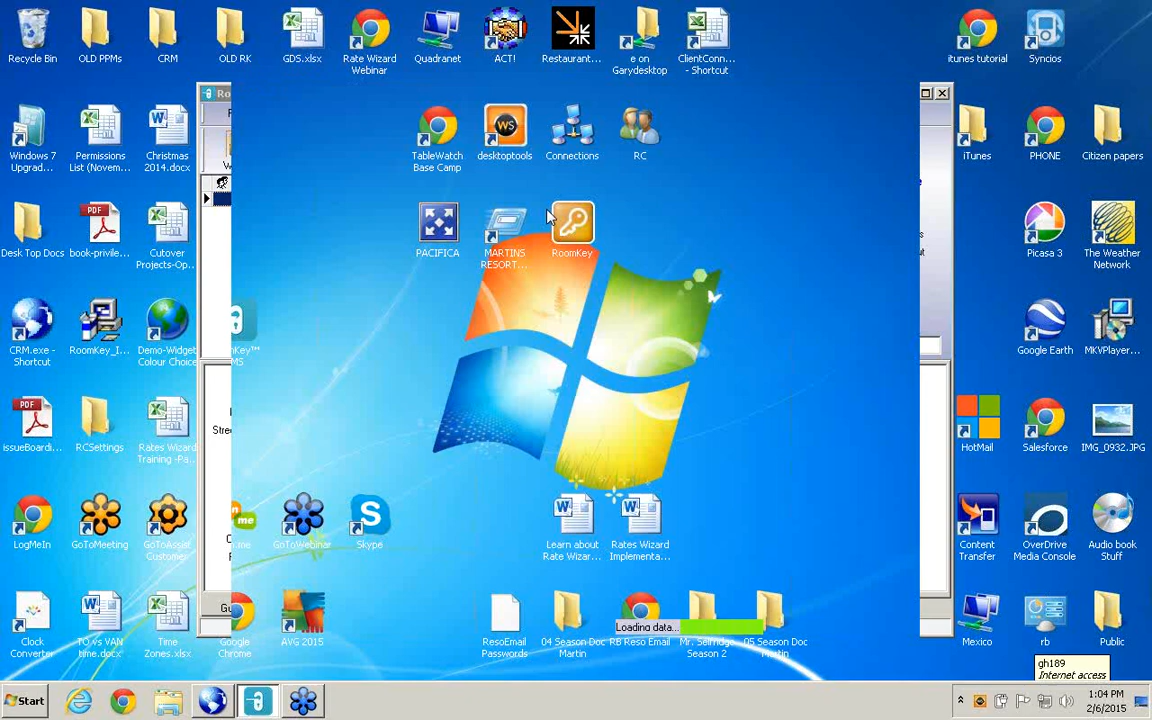 Recycle Bin
OLD PPMs
CRM
OLD RK
GDS.xlsx
Rate Wizard
Webinar
Quadranet
ACT!
Restaurant...
e on
Garydesktop
ClientConn...
- Shortcut
itunes tutorial
Syncios
Windows 7
Upgrad...
Permissions
List (Novem...
Christmas
2014.docx
TableWatch
Base Camp
WS
desktoptools
Connections
RC
iTunes
PHONE
Citizen papers
Desk Top Docs
PDF
book-privile...
Cutover
Projects-Op...
PACIFICA
MARTINS
RESORT...
RoomKey
Picasa 3
The Weather
Network
CRM.exe -
Shortcut
RoomKey_I...
Demo-Widget
Colour Choice
Google Earth
MKVPlayer...
PDF
issueBoardi...
RCSettings
Rates Wizard
Training -Pa...
HotMail
Salesforce
IMG_0932.JPG
LogMeIn
GoToMeeting
GoToAssist
Customer
GoToWebinar
Skype
Learn about
Rate Wizar...
Rates Wizard
Implementa...
Content
Transfer
OverDrive
Media Console
Audio book
Stuff
Clock
Converter
TO vs VAN
time.docx
Time
Zones.xlsx
Google
Chrome
AVG 2015
ResoEmail
Passwords
04 Season Doc
Martin
Loading data...
RB Reso Email
Mr. Selfridge
Season 2
05 Season Doc
Martin
Mexico
rb
Public
gh189
Internet access
Start
1:04 PM
2/6/2015